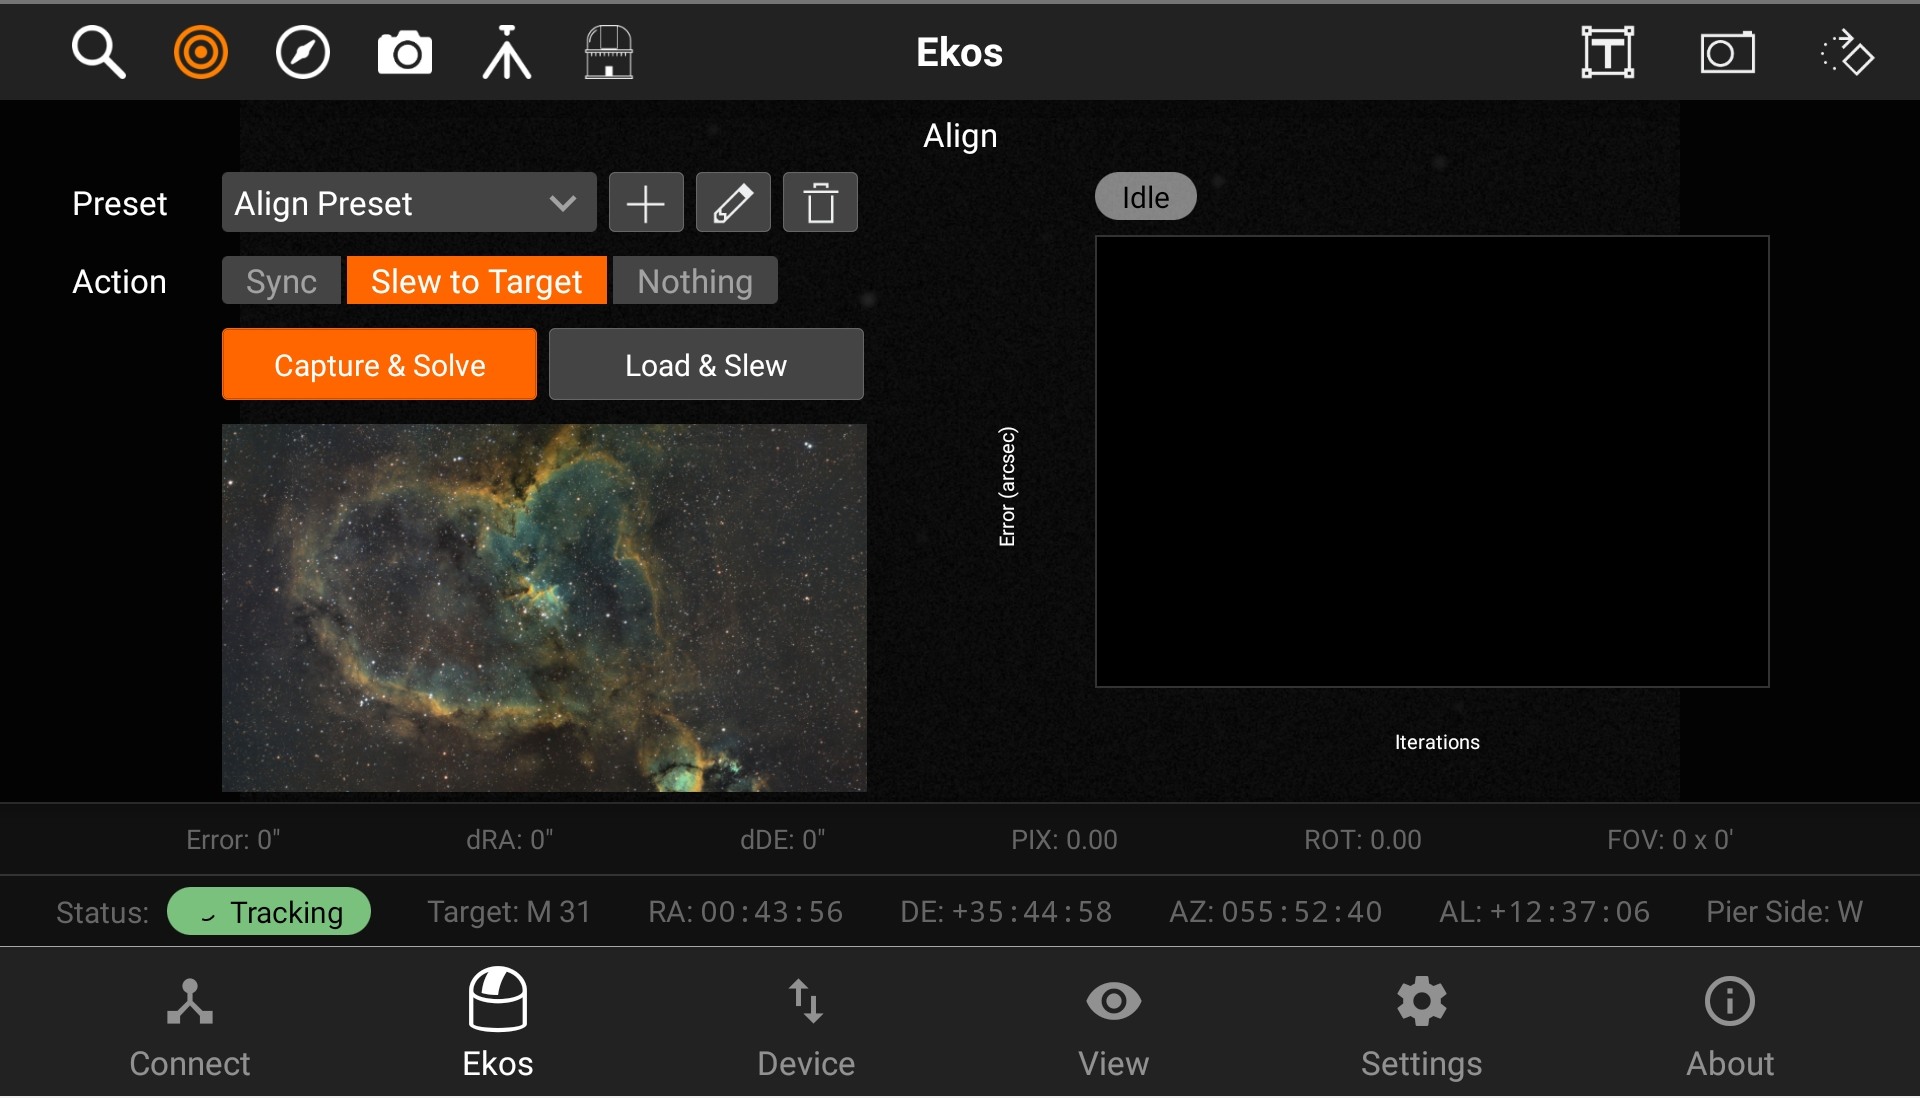 Ekos
Align
Preset
Align Preset
Idle
Action
Sync
Slew to Target
Nothing
Capture & Solve
Load & Slew
Error (arcsec)
Iterations
Error: 0"
dRA: 0"
dDE: 0"
PIX: 0.00
ROT: 0.00
FOV: 0 x 0'
Status:
Tracking
Target: M 31
RA: 00:43:56
DE: +35:44:58
AZ: 055:52:40
AL: +12:37:06
Pier Side: W
Connect
Ekos
Device
View
Settings
About